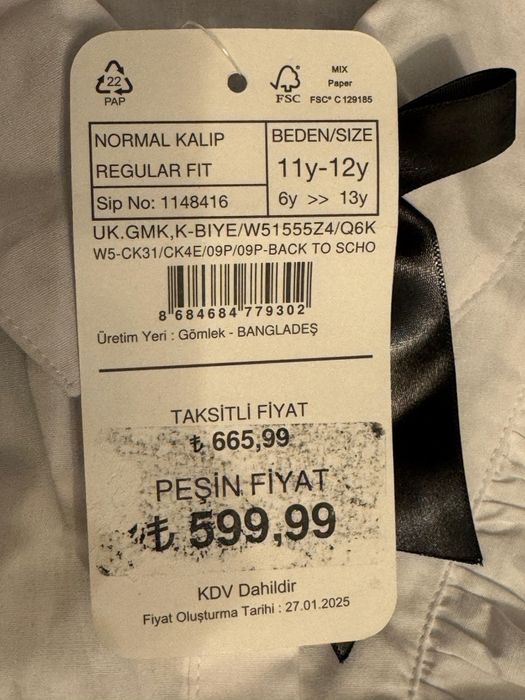 22
PAP
FSC
MIX
Paper
FSC® C 129185
NORMAL KALIP
REGULAR FIT
Sip No: 1148416
BEDEN/SIZE
11y-12y
6y >> 13y
UK.GMK,K-BIYE/W51555Z4/Q6K
W5-CK31/CK4E/09P/09P-BACK TO SCHO
8 684684 779302
Üretim Yeri : Gömlek - BANGLADEŞ
TAKSİTLİ FİYAT
₺ 665,99
PEŞİN FİYAT
₺ 599,99
KDV Dahildir
Fiyat Oluşturma Tarihi : 27.01.2025